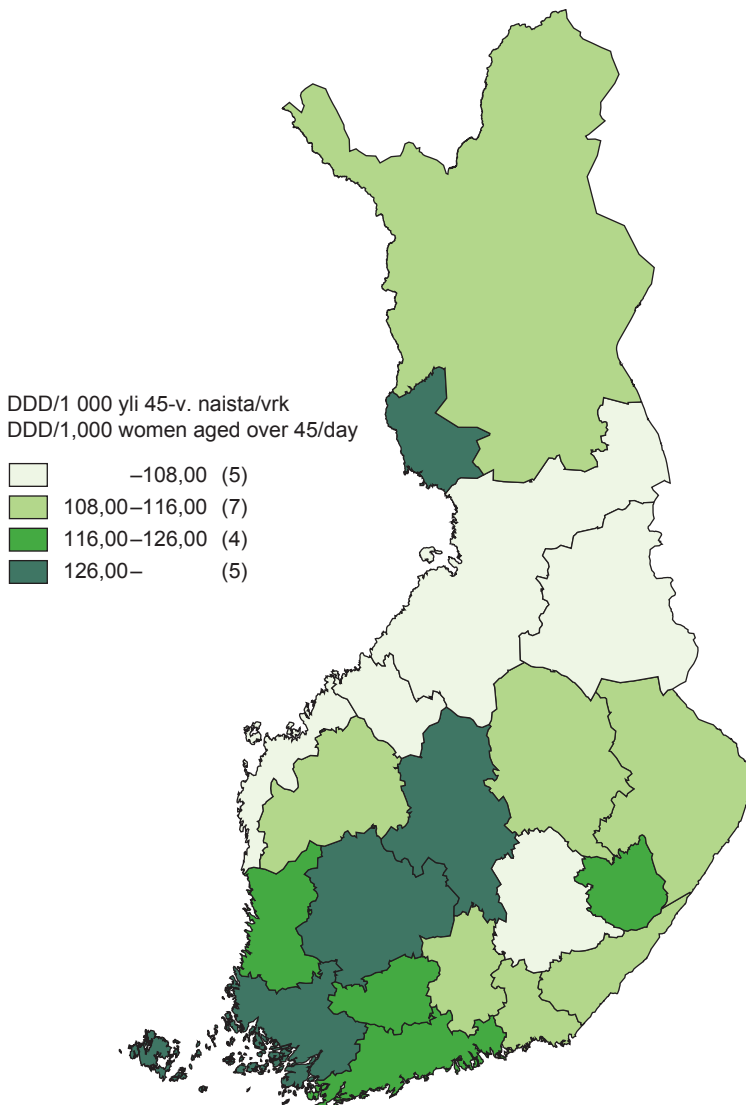 DDD/1 000 yli 45-v. naista/vrk
DDD/1,000 women aged over 45/day
–108,00 (5)
108,00–116,00 (7)
116,00–126,00 (4)
126,00– (5)